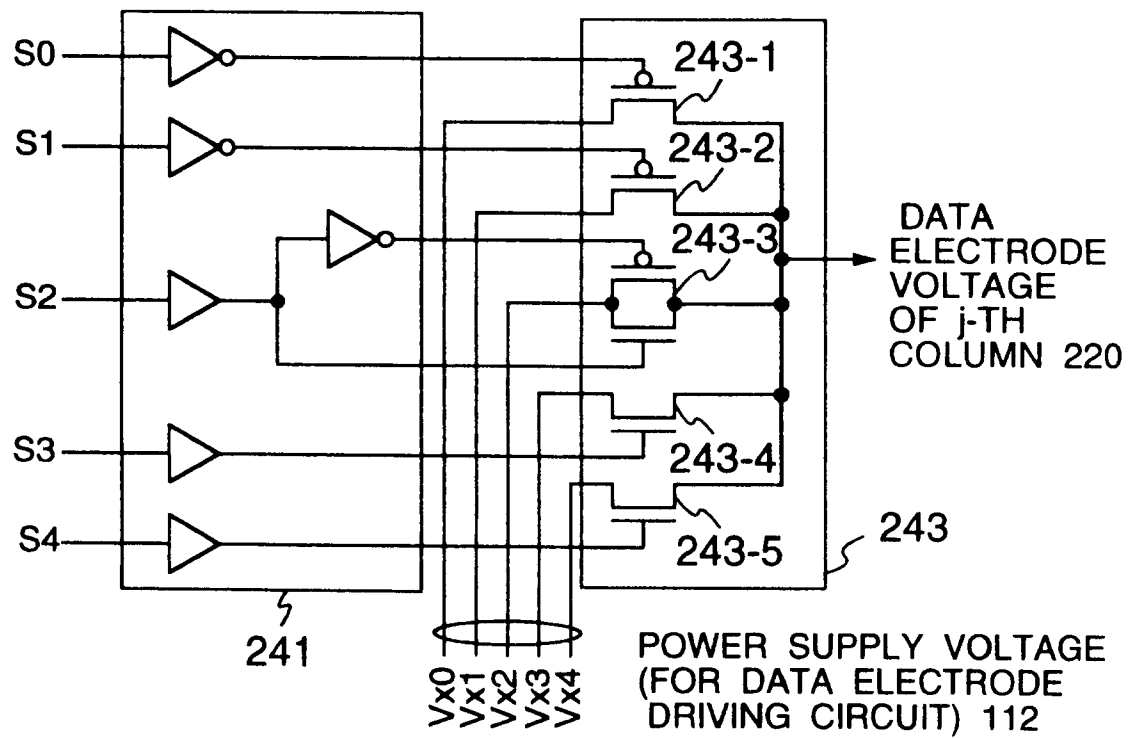 S0
S1
S2
S3
S4
241
243-1
243-2
243-3
243-4
243-5
243
DATA
ELECTRODE
VOLTAGE
OF j-TH
COLUMN 220
Vx0
Vx1
Vx2
Vx3
Vx4
POWER SUPPLY VOLTAGE
(FOR DATA ELECTRODE
DRIVING CIRCUIT) 112